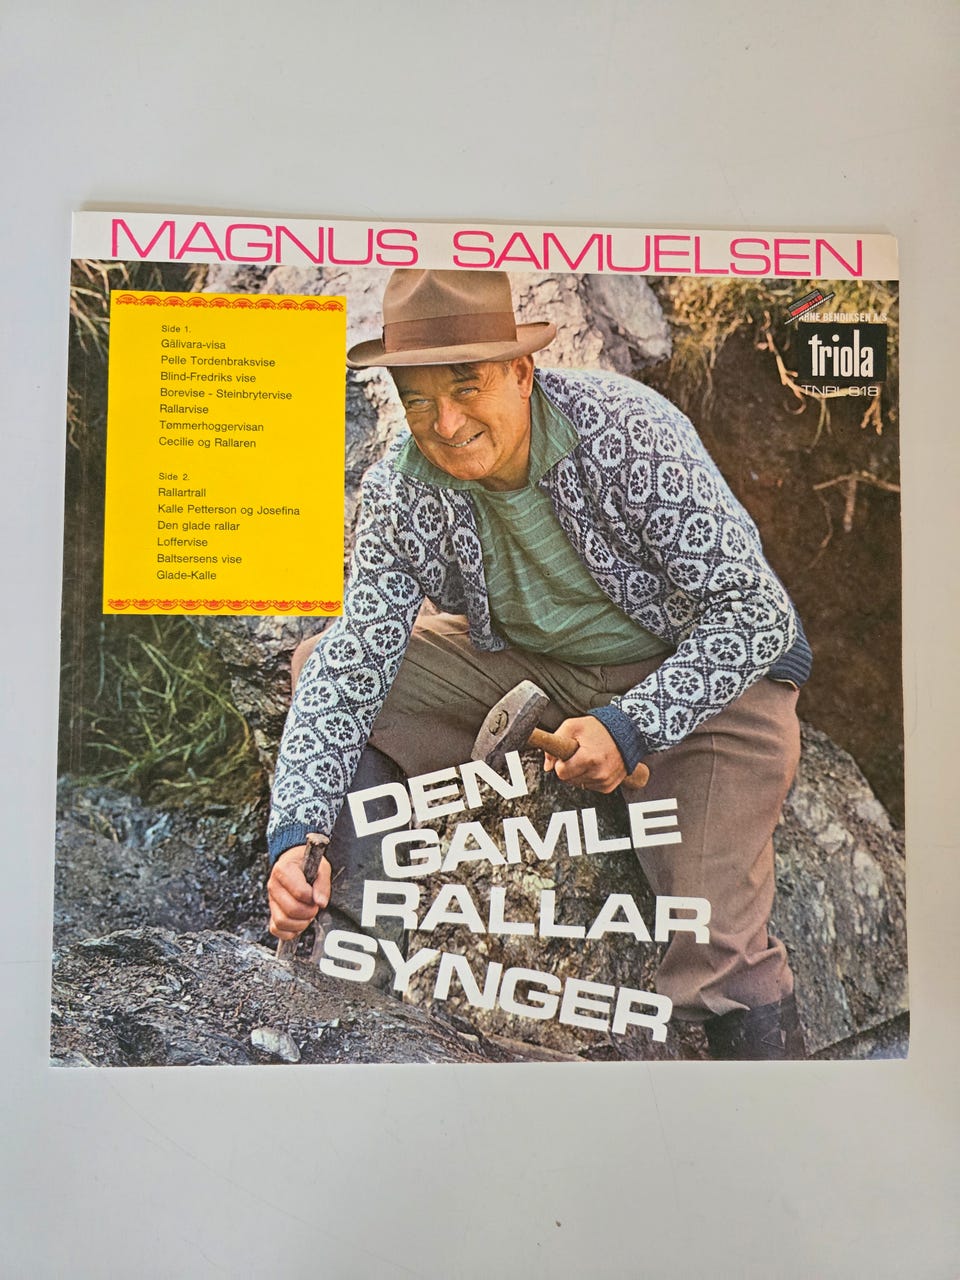 MAGNUS SAMUELSEN
Side 1.
Gälivara-visa
Pelle Tordenbraksvise
Blind-Fredriks vise
Borevise - Steinbrytervise
Rallarvise
Tømmerhoggervisan
Cecilie og Rallaren
Side 2.
Rallartrall
Kalle Petterson og Josefina
Den glade rallar
Loffervise
Baltsersens vise
Glade-Kalle
ARNE BENDIKSEN A/S
triola
TNBL 618
DEN
GAMLE
RALLAR
SYNGER